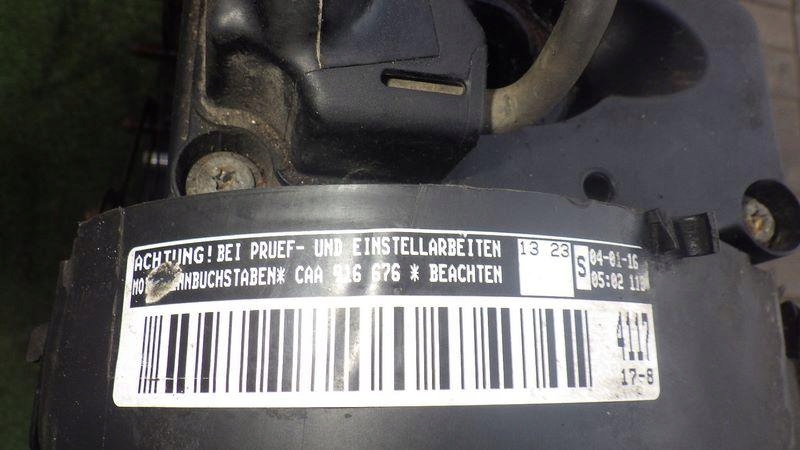 ACHTUNG! BEI PRUEF- UND EINSTELLARBEITEN 13 23 S 04-01-16
* CAA 916 676 * BEACHTEN 05:02
4117
17-8